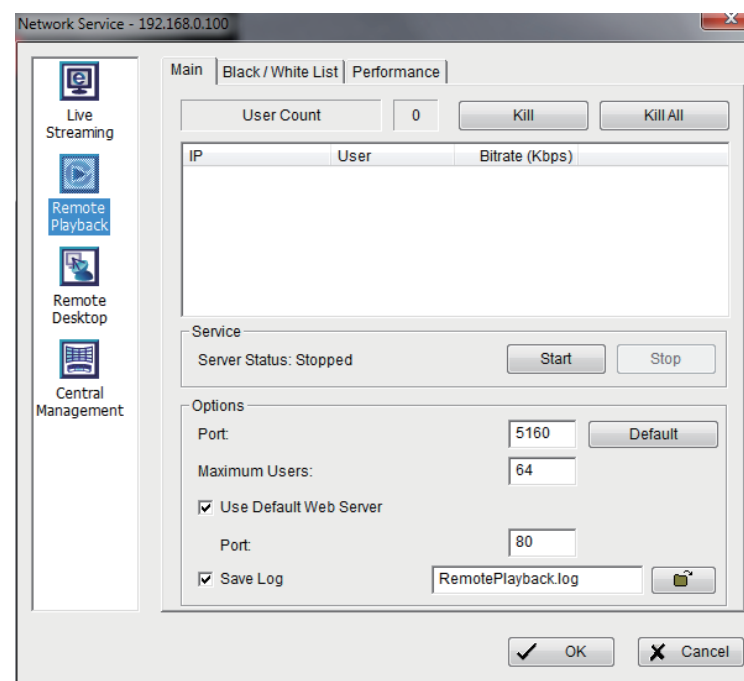 Network Service - 192.168.0.100
Live
Streaming
Remote
Playback
Remote
Desktop
Central
Management
Main Black / White List Performance
User Count 0 Kill Kill All
IP User Bitrate (Kbps)
Service
Server Status: Stopped Start Stop
Options
Port: 5160 Default
Maximum Users: 64
Use Default Web Server
Port: 80
Save Log RemotePlayback.log
OK Cancel